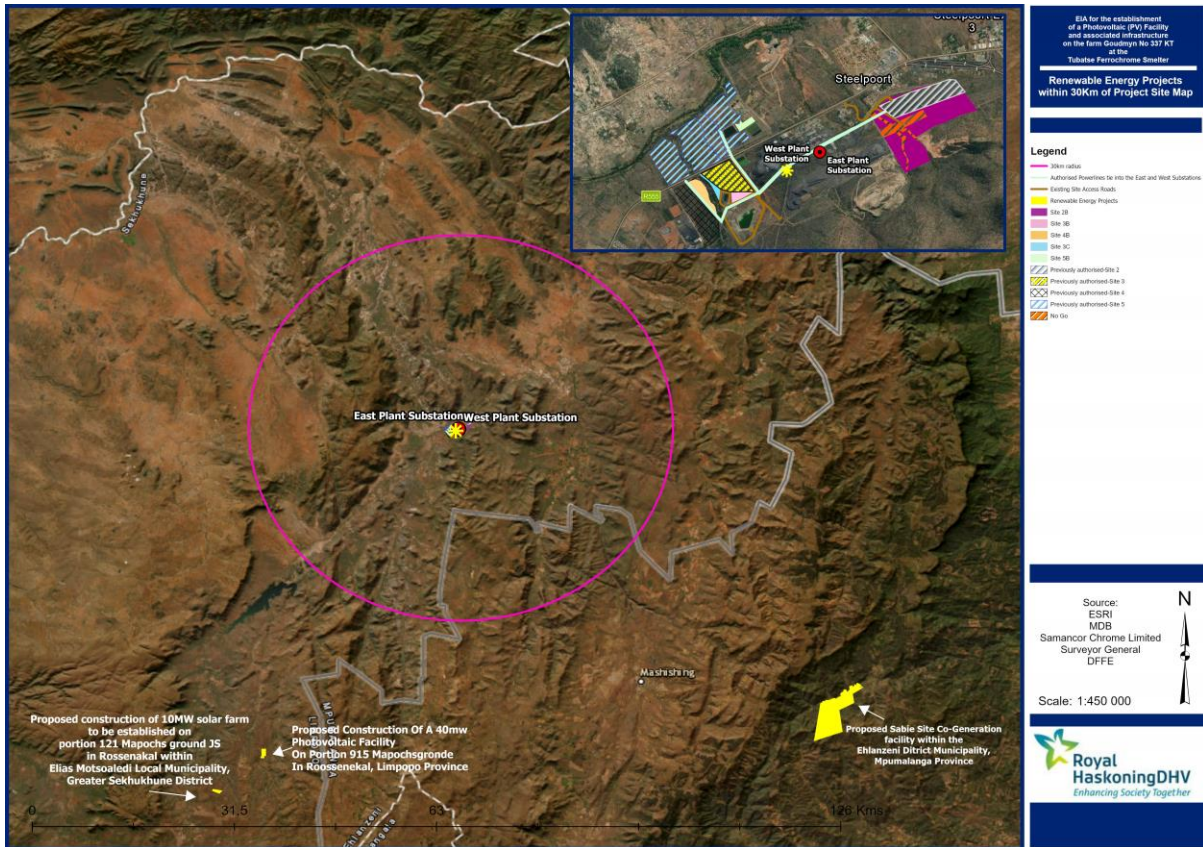 Steelpoort
3
Steelpoort
West Plant
Substation
East Plant
Substation
R555
Sekhukhune
East Plant Substation
West Plant Substation
Mashishing
Proposed construction of 10MW solar farm
to be established on
portion 121 Mapochs ground JS
in Rossenakal within
Elias Motsoaledi Local Municipality,
Greater Sekhukhune District
Proposed Construction Of A 40mw
Photovoltaic Facility
On Portion 915 Mapochsgronde
In Roossenekal, Limpopo Province
Proposed Sabie Site Co-Generation
facility within the
Ehlanzeni Ditrict Municipality,
Mpumalanga Province
0
31,5
63
126 Kms
EIA for the establishment
of a Photovoltaic (PV) Facility
and associated infrastructure
on the farm Goudmyn No 337 KT
at the
Tubatse Ferrochrome Smelter
Renewable Energy Projects
within 30Km of Project Site Map
Legend
30km radius
Authorised Powerlines tie into the East and West Substations
Existing Site Access Roads
Renewable Energy Projects
Site 2B
Site 3B
Site 4B
Site 3C
Site 5B
Previously authorised-Site 2
Previously authorised-Site 3
Previously authorised-Site 4
Previously authorised-Site 5
No Go
Source:
ESRI
MDB
Samancor Chrome Limited
Surveyor General
DFFE
N
Scale: 1:450 000
Royal
HaskoningDHV
Enhancing Society Together